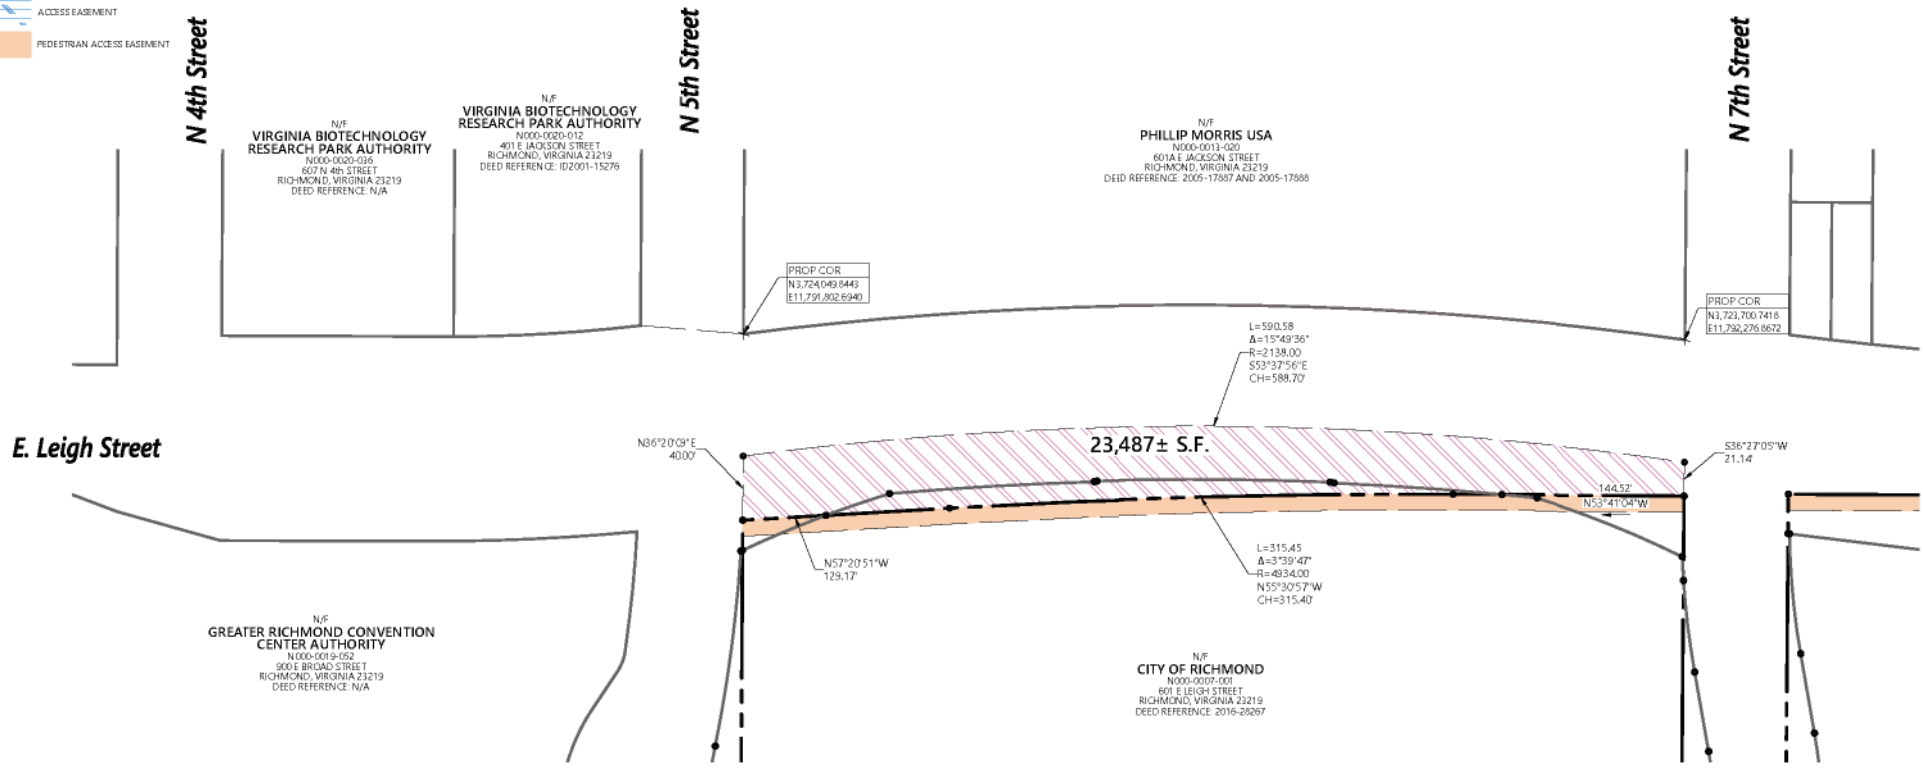 ACCESS EASEMENT
PEDESTRIAN ACCESS EASEMENT
N 4th Street
N 5th Street
N 7th Street
N/F
VIRGINIA BIOTECHNOLOGY
RESEARCH PARK AUTHORITY
N000-0020-036
607 N 4th STREET
RICHMOND, VIRGINIA 23219
DEED REFERENCE: N/A
N/F
VIRGINIA BIOTECHNOLOGY
RESEARCH PARK AUTHORITY
N000-0020-012
401 E JACKSON STREET
RICHMOND, VIRGINIA 23219
DEED REFERENCE: ID2001-15276
N/F
PHILLIP MORRIS USA
N000-0013-020
601A E JACKSON STREET
RICHMOND, VIRGINIA 23219
DEED REFERENCE: 2005-17887 AND 2005-17888
PROP COR
N3,724,049.8443
E11,791,802.6940
PROP COR
N3,723,700.7418
E11,792,276.8672
L=590.58
Δ=15°49'36"
R=2138.00
S53°37'56"E
CH=588.70'
E. Leigh Street
N36°20'09"E
40.00'
23,487± S.F.
S36°27'05"W
21.14'
144.52'
N53°41'04"W
N57°20'51"W
129.17'
L=315.45
Δ=3°39'47"
R=4934.00
N55°30'57"W
CH=315.40'
N/F
GREATER RICHMOND CONVENTION
CENTER AUTHORITY
N000-0019-052
900 E BROAD STREET
RICHMOND, VIRGINIA 23219
DEED REFERENCE: N/A
N/F
CITY OF RICHMOND
N000-0007-001
601 E LEIGH STREET
RICHMOND, VIRGINIA 23219
DEED REFERENCE: 2016-28267